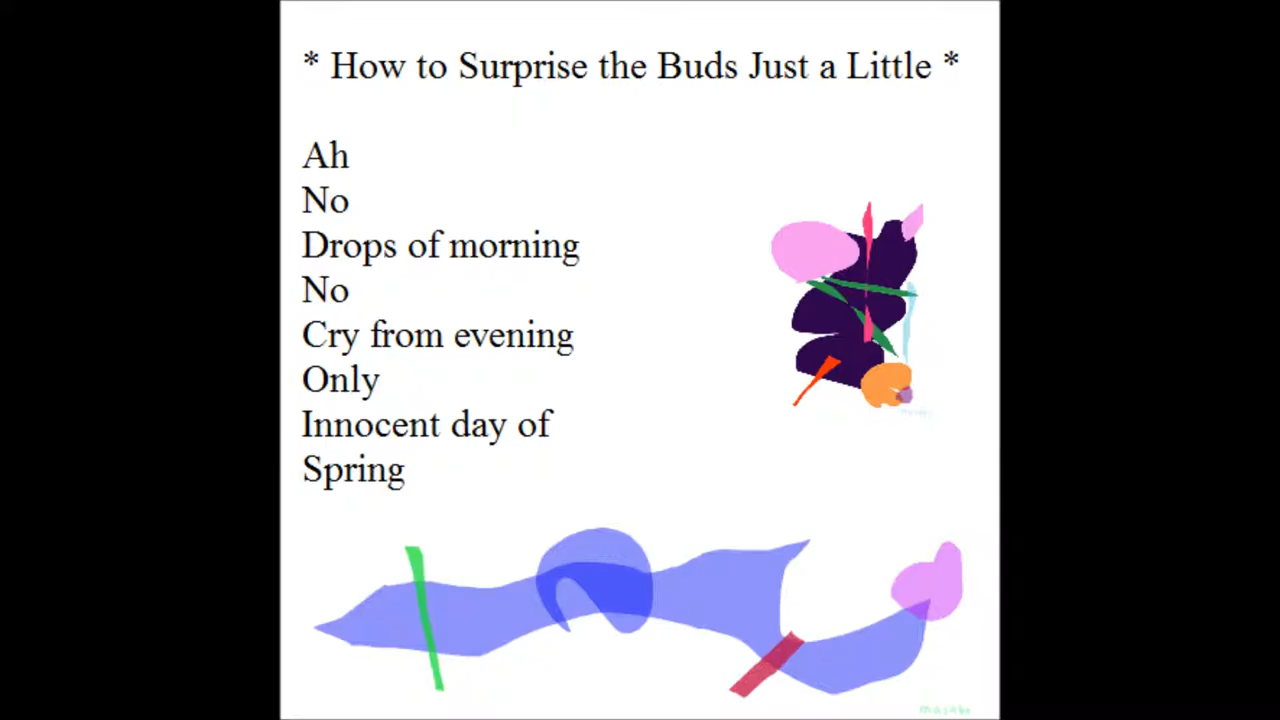 * How to Surprise the Buds Just a Little *
Ah
No
Drops of morning
No
Cry from evening
Only
Innocent day of
Spring